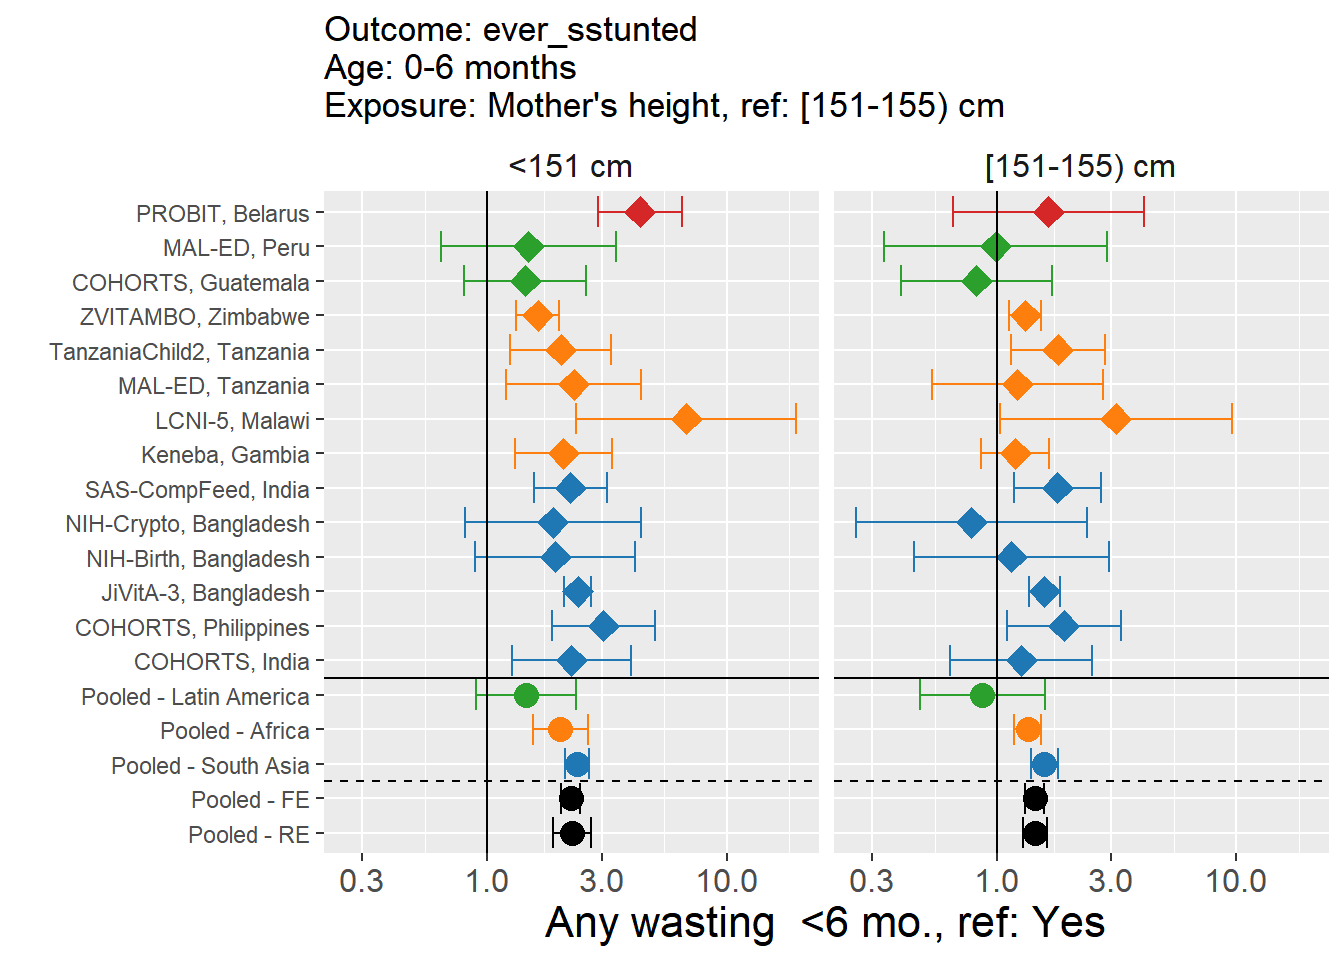 Outcome: ever_sstunted
Age: 0-6 months
Exposure: Mother's height, ref: [151-155) cm
<151 cm
[151-155) cm
PROBIT, Belarus
MAL-ED, Peru
COHORTS, Guatemala
ZVITAMBO, Zimbabwe
TanzaniaChild2, Tanzania
MAL-ED, Tanzania
LCNI-5, Malawi
Keneba, Gambia
SAS-CompFeed, India
NIH-Crypto, Bangladesh
NIH-Birth, Bangladesh
JiVitA-3, Bangladesh
COHORTS, Philippines
COHORTS, India
Pooled - Latin America
Pooled - Africa
Pooled - South Asia
Pooled - FE
Pooled - RE
0.3 1.0 3.0 10.0 0.3 1.0 3.0 10.0
Any wasting  <6 mo., ref: Yes